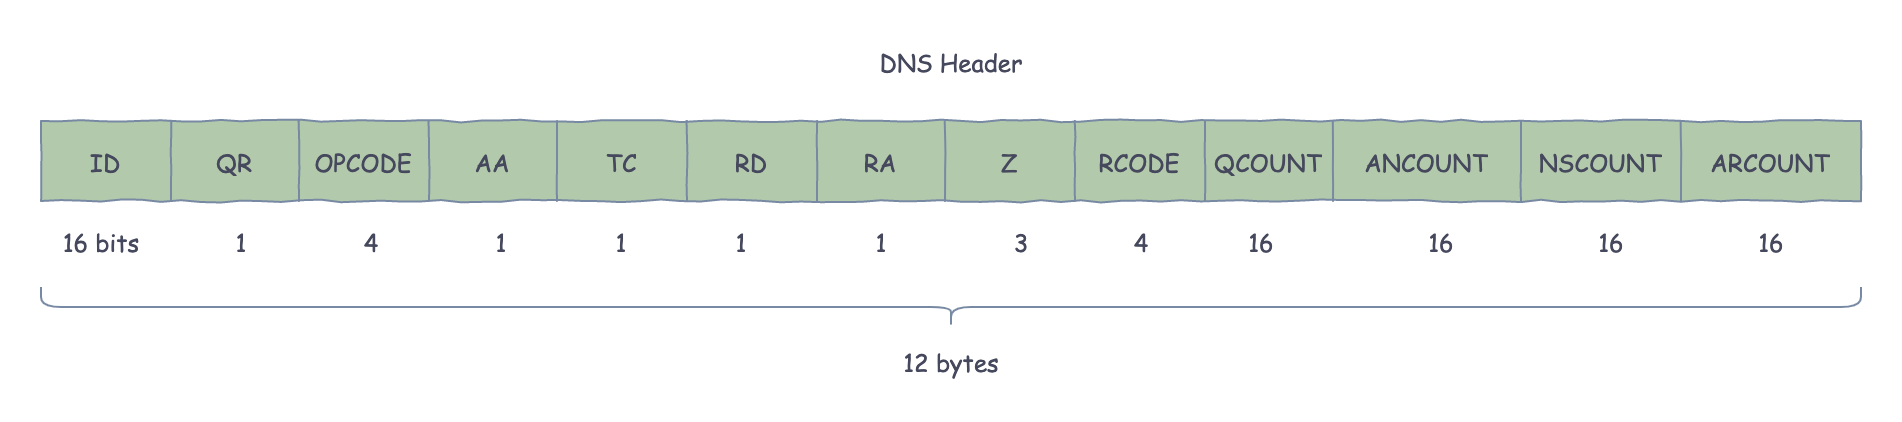 DNS Header
ID QR OPCODE AA TC RD RA Z RCODE QCOUNT ANCOUNT NSCOUNT ARCOUNT
16 bits 1 4 1 1 1 1 3 4 16 16 16 16
12 bytes